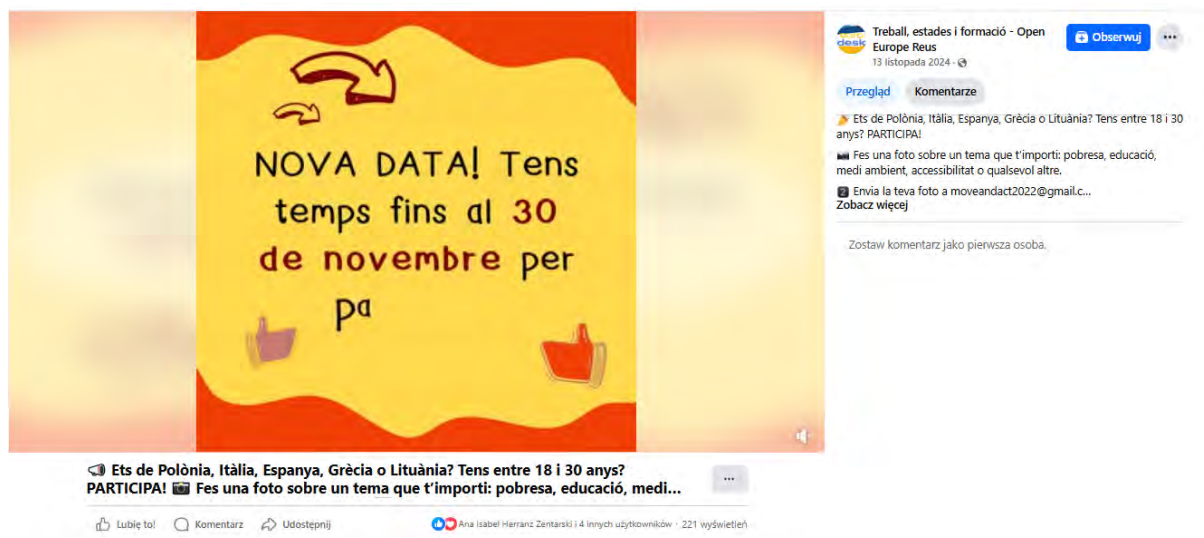 NOVA DATA! Tens
temps fins al 30
de novembre per
pa
Ets de Polònia, Itàlia, Espanya, Grècia o Lituània? Tens entre 18 i 30 anys?
PARTICIPA! 📷 Fes una foto sobre un tema que t'importi: pobresa, educació, medi...
...
Lubię to!
Komentarz
Udostępnij
Ana Isabel Harranz Zentarski i 4 innych użytkowników · 221 wyświetleń
desk
Treball, estades i formació - Open
Europe Reus
13 listopada 2024 ·
Obserwuj
...
Przegląd
Komentarze
🎉 Ets de Polònia, Itàlia, Espanya, Grècia o Lituània? Tens entre 18 i 30
anys? PARTICIPA!
📷 Fes una foto sobre un tema que t'importi: pobresa, educació,
medi ambient, accessibilitat o qualsevol altre.
2️⃣ Envia la teva foto a moveandact2022@gmail.c...
Zobacz więcej
Zostaw komentarz jako pierwsza osoba.